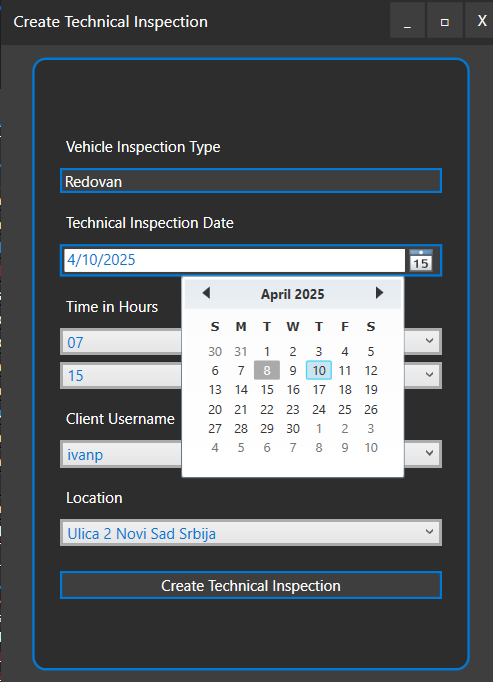 Create Technical Inspection
_ □ X
Vehicle Inspection Type
Redovan
Technical Inspection Date
4/10/2025
15
April 2025
S M T W T F S
30 31 1 2 3 4 5
6 7 8 9 10 11 12
13 14 15 16 17 18 19
20 21 22 23 24 25 26
27 28 29 30 1 2 3
4 5 6 7 8 9 10
Time in Hours
07
15
Client Username
ivanp
Location
Ulica 2 Novi Sad Srbija
Create Technical Inspection